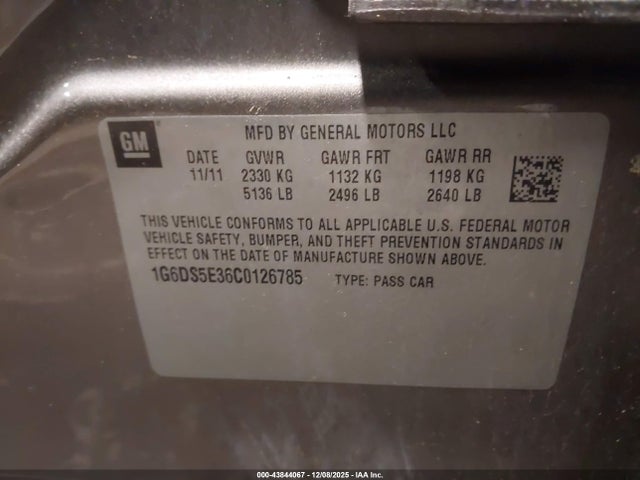 GM
MFD BY GENERAL MOTORS LLC
DATE GVWR GAWR FRT GAWR RR
11/11 2330 KG 1132 KG 1198 KG
5136 LB 2496 LB 2640 LB
THIS VEHICLE CONFORMS TO ALL APPLICABLE U.S. FEDERAL MOTOR
VEHICLE SAFETY, BUMPER, AND THEFT PREVENTION STANDARDS IN
EFFECT ON THE DATE OF MANUFACTURE SHOWN ABOVE.
1G6DS5E36C0126785 TYPE: PASS CAR
000-43844067 - 12/08/2025 - IAA Inc.